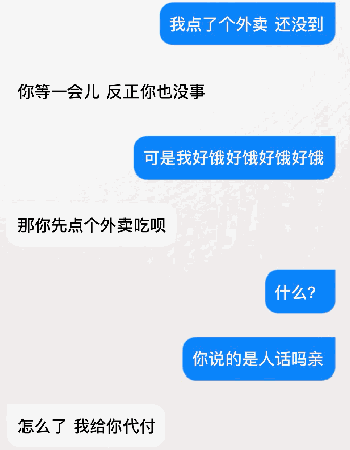 我点了个外卖 还没到
你等一会儿 反正你也没事
可是我好饿好饿好饿好饿
那你先点个外卖吃呗
什么?
你说的是人话吗亲
怎么了 我给你代付